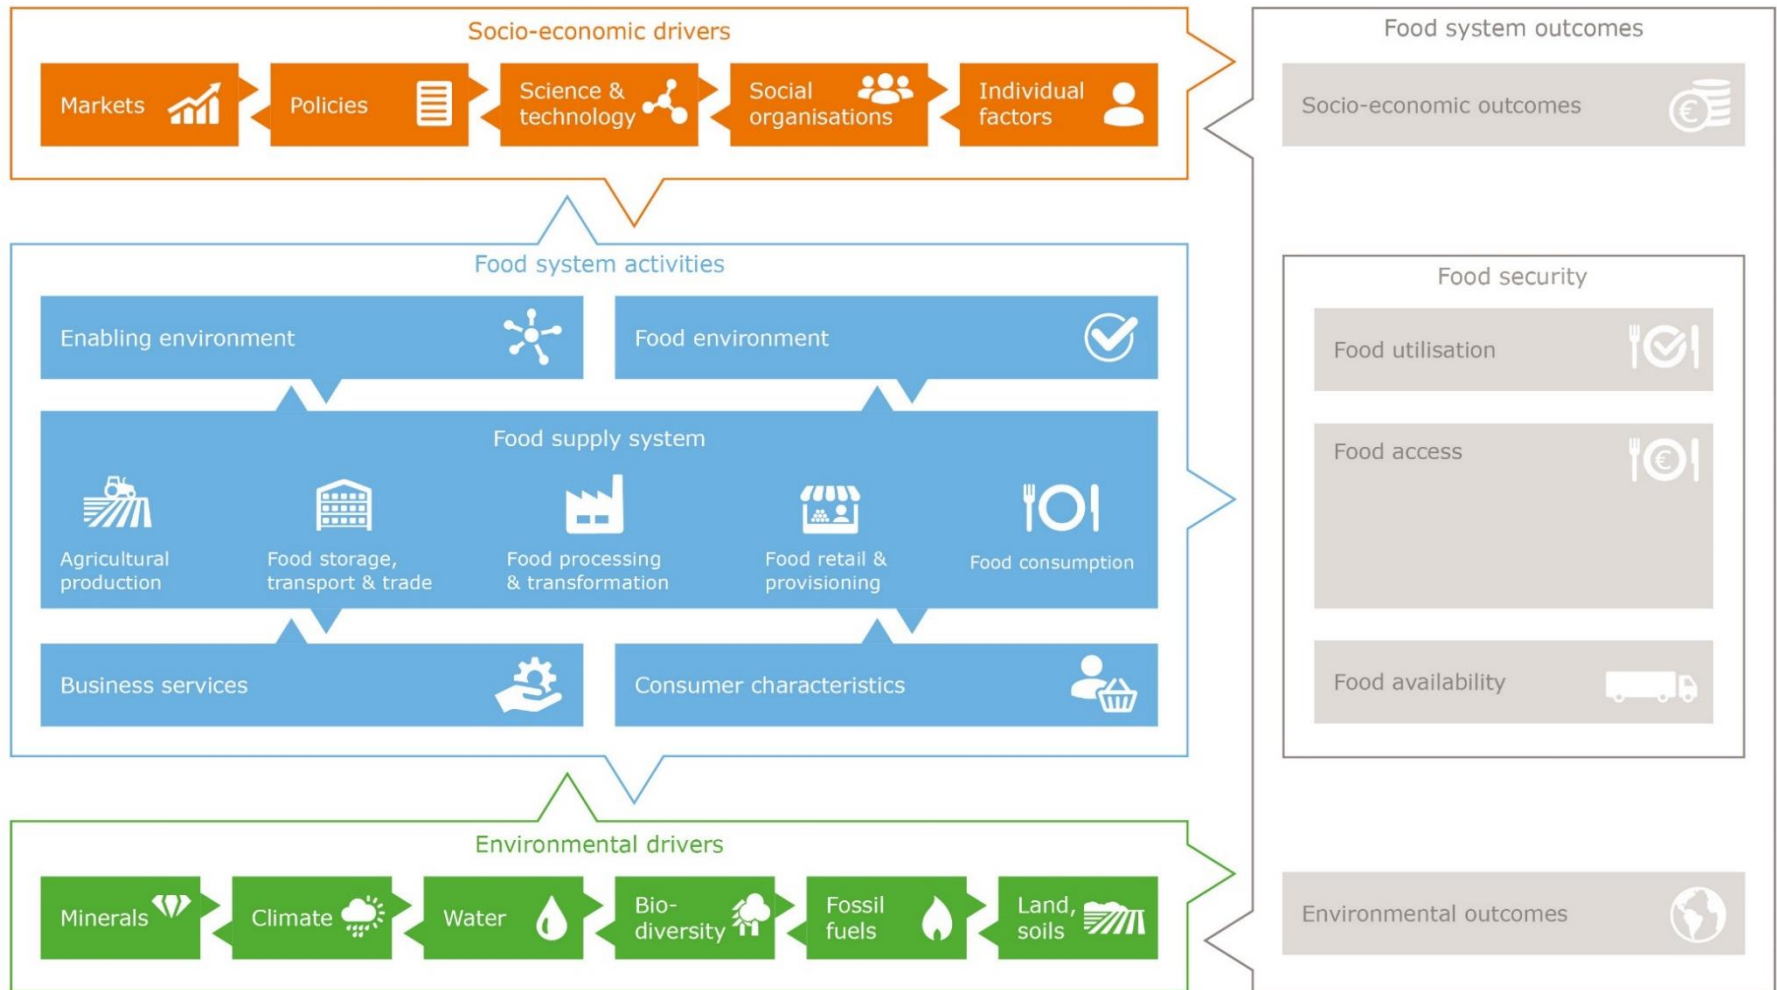 Socio-economic drivers
Markets
Policies
Science &
technology
Social
organisations
Individual
factors
Food system activities
Enabling environment
Food environment
Food supply system
Agricultural
production
Food storage,
transport & trade
Food processing
& transformation
Food retail &
provisioning
Food consumption
Business services
Consumer characteristics
Environmental drivers
Minerals
Climate
Water
Bio-
diversity
Fossil
fuels
Land,
soils
Food system outcomes
Socio-economic outcomes
€
Food security
Food utilisation
Food access
€
Food availability
Environmental outcomes